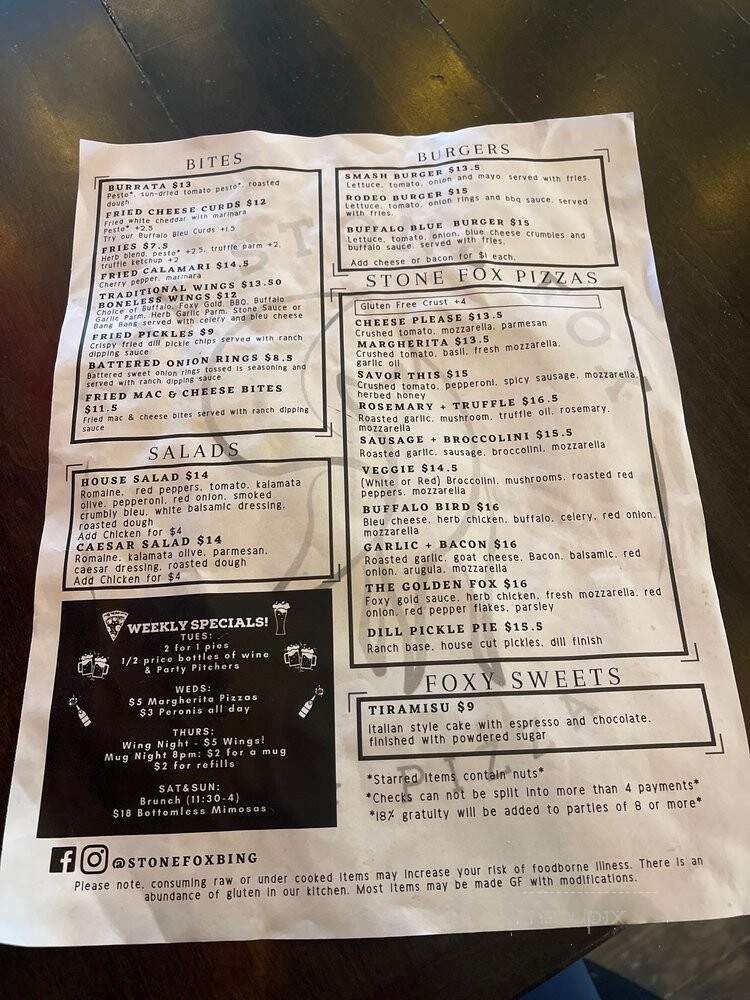 BITES
BURRATA $13
Pesto*, sun-dried tomato pesto*, roasted
dough
FRIED CHEESE CURDS $12
Fried white cheddar with marinara
Pesto* +2.5
Try our Buffalo Bleu Curds +1.5
FRIES $7.5
Herb blend, pesto* +2.5, truffle parm +2,
truffle ketchup +2
FRIED CALAMARI $14.5
Cherry pepper, marinara
TRADITIONAL WINGS $13.50
BONELESS WINGS $12
Choice of Buffalo, Foxy Gold, BBQ, Buffalo
Garlic Parm, Herb Garlic Parm, Stone Sauce or
Bang Bang served with celery and bleu cheese
FRIED PICKLES $9
Crispy fried dill pickle chips served with ranch
dipping sauce
BATTERED ONION RINGS $8.5
Battered sweet onion rings tossed is seasoning and
served with ranch dipping sauce
FRIED MAC & CHEESE BITES
$11.5
Fried mac & cheese bites served with ranch dipping
sauce
SALADS
HOUSE SALAD $14
Romaine, red peppers, tomato, kalamata
olive, pepperoni, red onion, smoked
crumbly bleu, white balsamic dressing,
roasted dough
Add Chicken for $4
CAESAR SALAD $14
Romaine, kalamata olive, parmesan,
caesar dressing, roasted dough
Add Chicken for $4
WEEKLY SPECIALS!
TUES:
2 for 1 pies
1/2 price bottles of wine
& Party Pitchers
WEDS:
$5 Margherita Pizzas
$3 Peronis all day
THURS:
Wing Night - $5 Wings!
Mug Night 8pm: $2 for a mug
$2 for refills
SAT&SUN:
Brunch (11:30-4)
$18 Bottomless Mimosas
BURGERS
SMASH BURGER $13.5
Lettuce, tomato, onion and mayo, served with fries.
RODEO BURGER $15
Lettuce, tomato, onion rings and bbq sauce, served
with fries.
BUFFALO BLUE BURGER $15
Lettuce, tomato, onion, blue cheese crumbles and
buffalo sauce, served with fries.
Add cheese or bacon for $1 each.
STONE FOX PIZZAS
Gluten Free Crust +4
CHEESE PLEASE $13.5
Crushed tomato, mozzarella, parmesan
MARGHERITA $13.5
Crushed tomato, basil, fresh mozzarella,
garlic oil
SAVOR THIS $15
Crushed tomato, pepperoni, spicy sausage, mozzarella,
herbed honey
ROSEMARY + TRUFFLE $16.5
Roasted garlic, mushroom, truffle oil, rosemary,
mozzarella
SAUSAGE + BROCCOLINI $15.5
Roasted garlic, sausage, broccolini, mozzarella
VEGGIE $14.5
(White or Red) Broccolini, mushrooms, roasted red
peppers, mozzarella
BUFFALO BIRD $16
Bleu cheese, herb chicken, buffalo, celery, red onion,
mozzarella
GARLIC + BACON $16
Roasted garlic, goat cheese, Bacon, balsamic, red
onion, arugula, mozzarella
THE GOLDEN FOX $16
Foxy gold sauce, herb chicken, fresh mozzarella, red
onion, red pepper flakes, parsley
DILL PICKLE PIE $15.5
Ranch base, house cut pickles, dill finish
FOXY SWEETS
TIRAMISU $9
Italian style cake with espresso and chocolate,
finished with powdered sugar
*Starred items contain nuts*
*Checks can not be split into more than 4 payments*
*18% gratuity will be added to parties of 8 or more*
@STONEFOXBING
Please note, consuming raw or under cooked items may increase your risk of foodborne illness. There is an
abundance of gluten in our kitchen. Most items may be made GF with modifications.